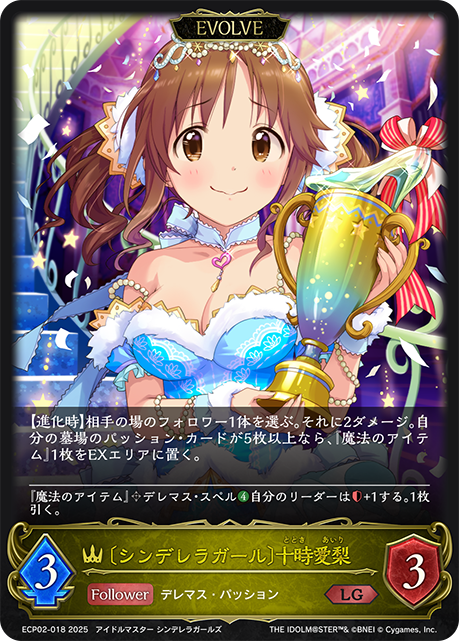 EVOLVE
【進化時】相手の場のフォロワー1体を選ぶ。それに2ダメージ。自
分の墓場のパッション・カードが5枚以上なら、『魔法のアイテ
ム』1枚をEXエリアに置く。
『魔法のアイテム』デレマス・スペル4自分のリーダーは+1する。1枚
引く。
とときあいり
〔シンデレラガール〕十時愛梨
3
3
Follower デレマス・パッション LG
ECP02-018 2025 アイドルマスター シンデレラガールズ THE IDOLM@STER™& ©BNEI © Cygames, Inc.